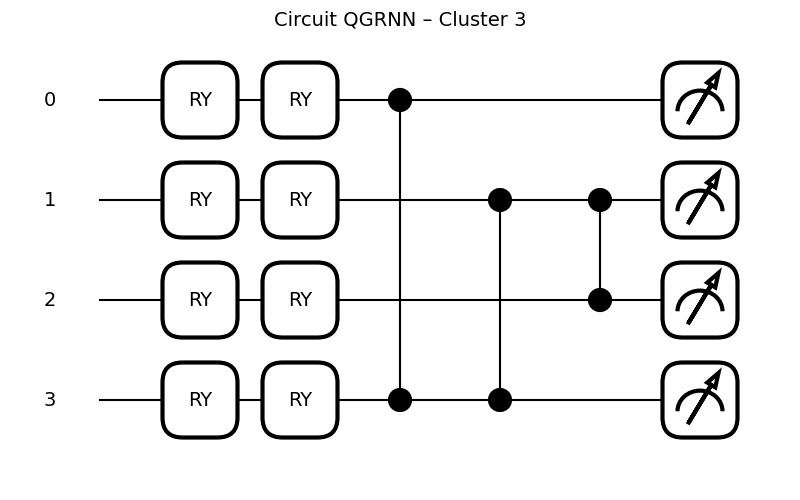 Circuit QGRNN – Cluster 3
0 RY RY
1 RY RY
2 RY RY
3 RY RY